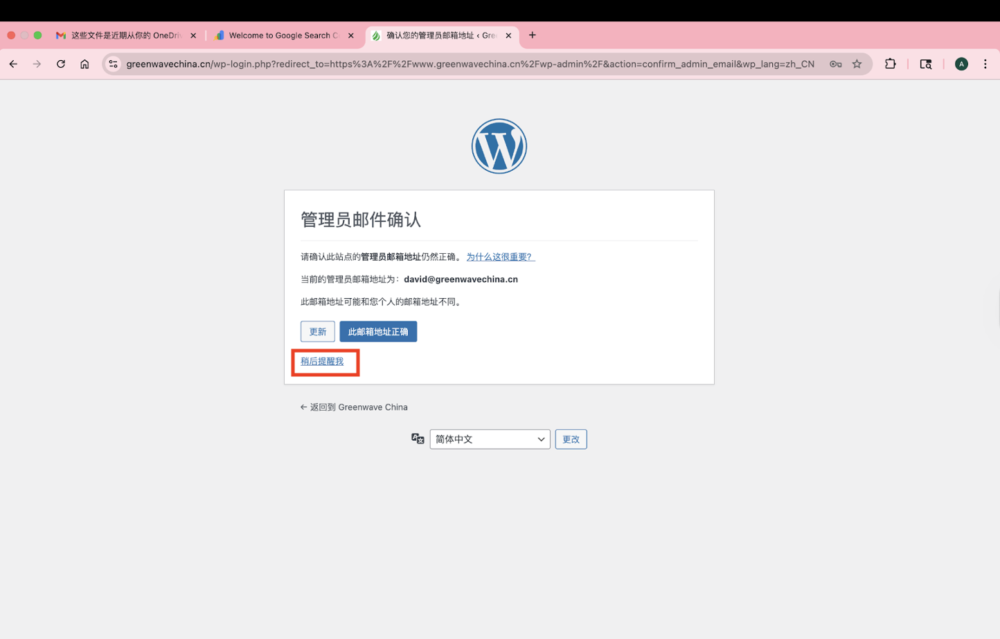 这些文件是近期从你的 OneDriv
Welcome to Google Search C
确认您的管理员邮箱地址 ‹ Gre
greenwavechina.cn/wp-login.php?redirect_to=https%3A%2F%2Fwww.greenwavechina.cn%2Fwp-admin%2F&action=confirm_admin_email&wp_lang=zh_CN
A
管理员邮件确认
请确认此站点的管理员邮箱地址仍然正确。 为什么这很重要?
当前的管理员邮箱地址为：david@greenwavechina.cn
此邮箱地址可能和您个人的邮箱地址不同。
更新 此邮箱地址正确
稍后提醒我
← 返回到 Greenwave China
简体中文 更改